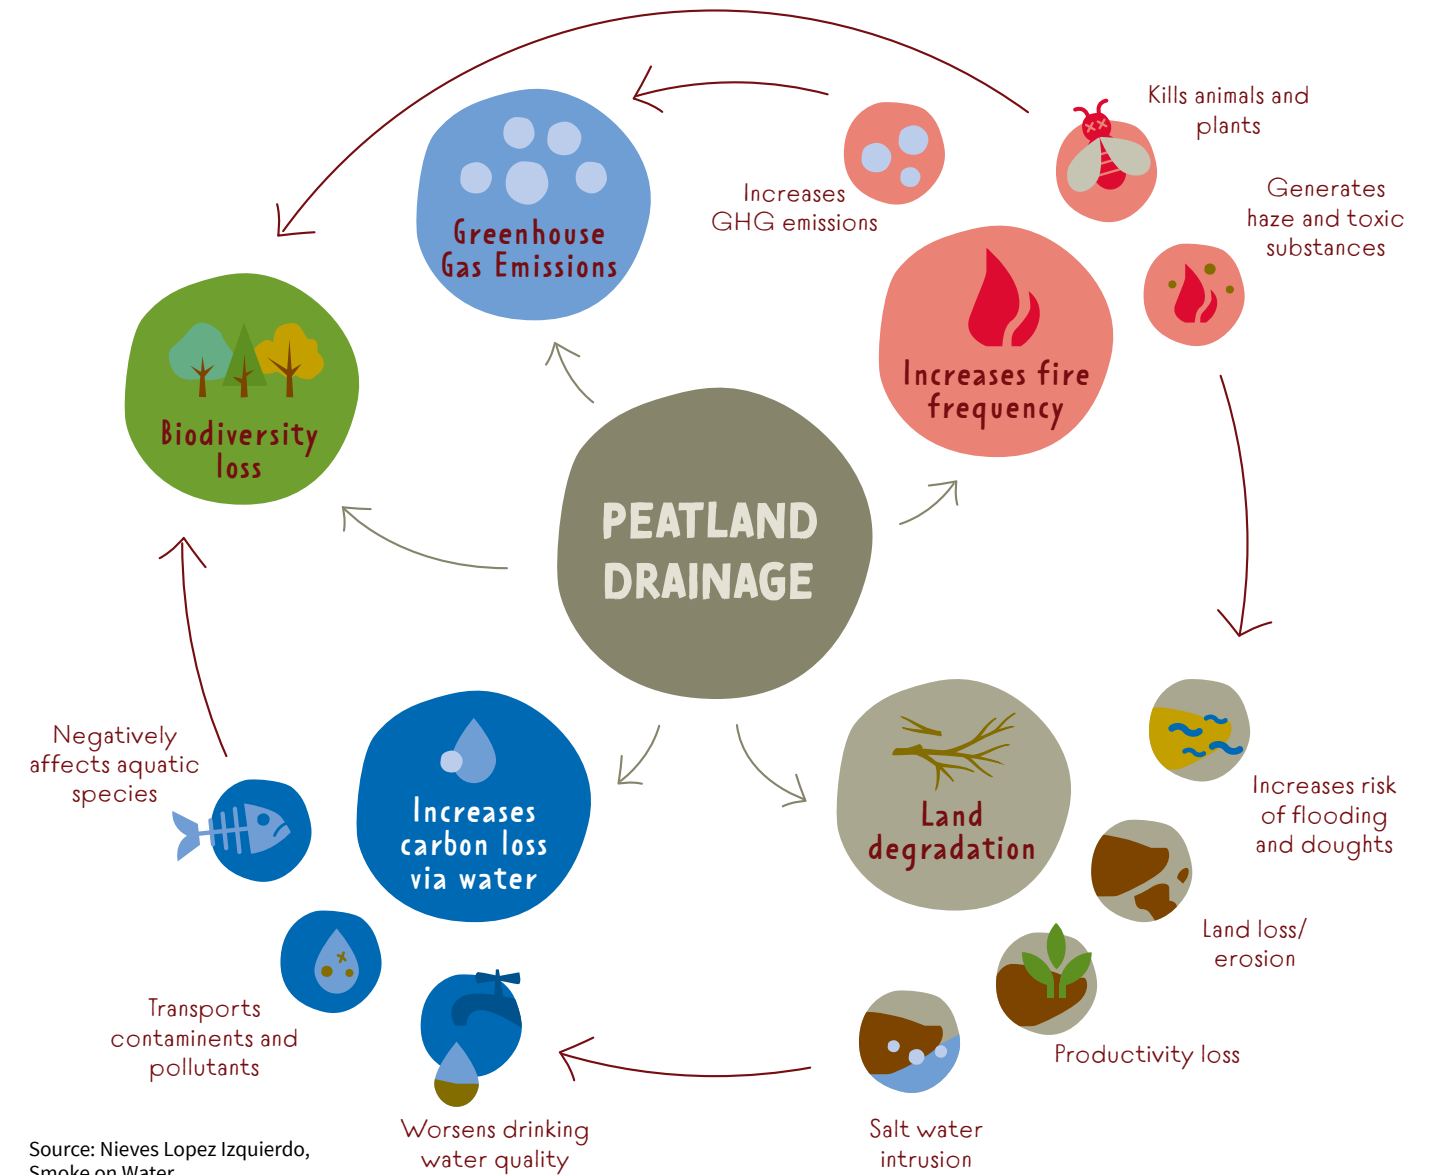 Kills animals and
plants
Generates
haze and toxic
substances
Increases
GHG emissions
Greenhouse
Gas Emissions
Increases fire
frequency
Biodiversity
loss
PEATLAND
DRAINAGE
Negatively
affects aquatic
species
Increases
carbon loss
via water
Land
degradation
Increases risk
of flooding
and doughts
Land loss/
erosion
Transports
contaminents and
pollutants
Productivity loss
Worsens drinking
water quality
Salt water
intrusion
Source: Nieves Lopez Izquierdo,
Smoke on Water